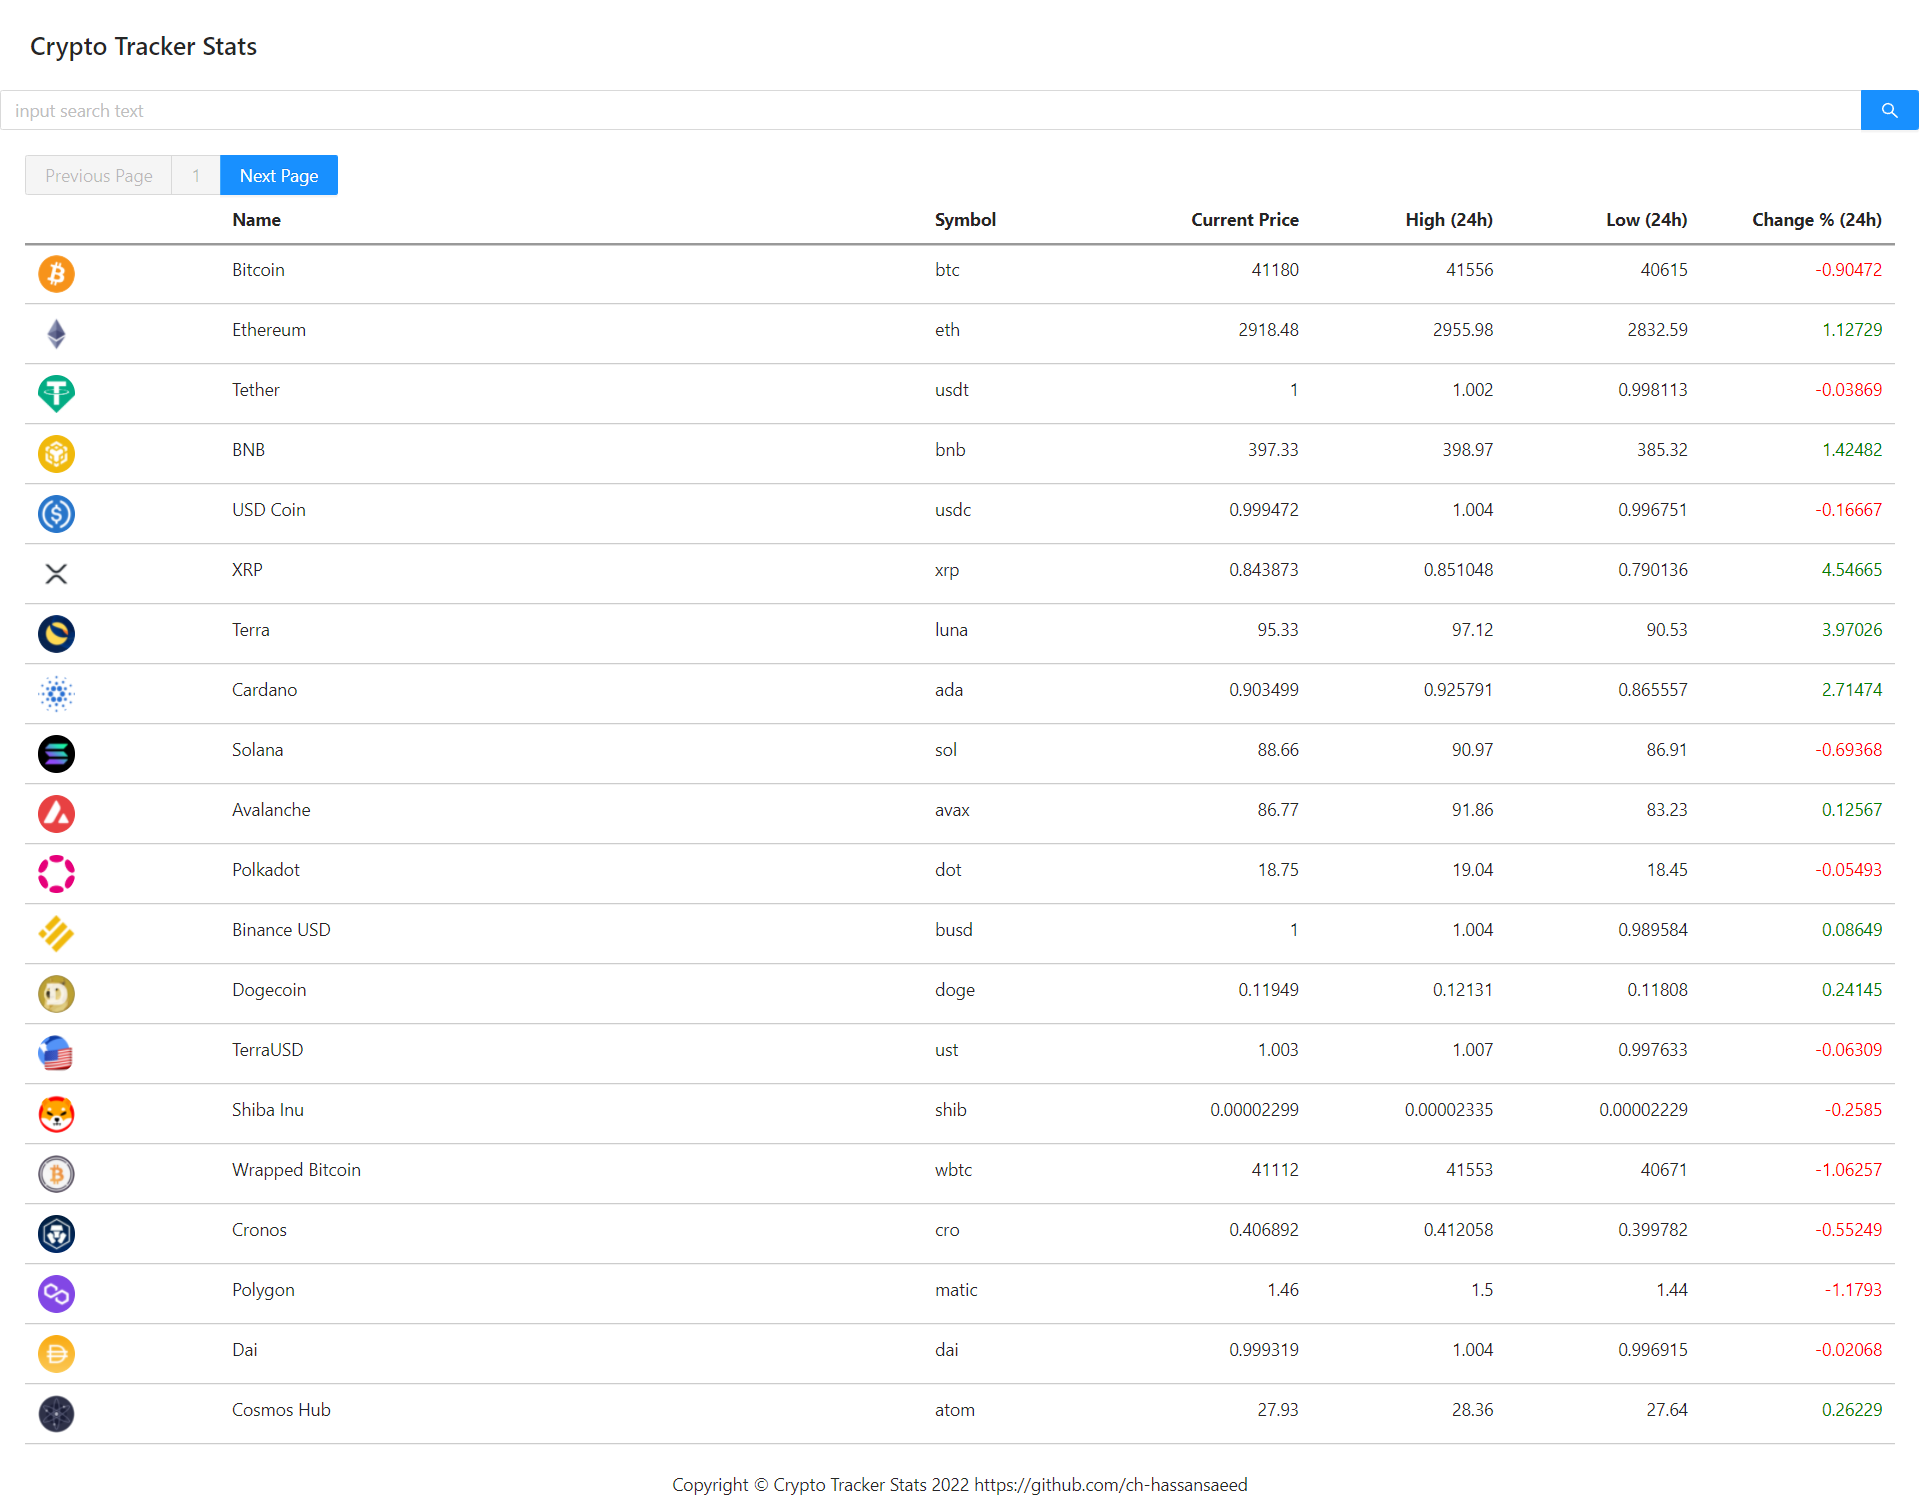 Crypto Tracker Stats
input search text
Previous Page 1 Next Page
Name Symbol Current Price High (24h) Low (24h) Change % (24h)
Bitcoin btc 41180 41556 40615 -0.90472
Ethereum eth 2918.48 2955.98 2832.59 1.12729
Tether usdt 1 1.002 0.998113 -0.03869
BNB bnb 397.33 398.97 385.32 1.42482
USD Coin usdc 0.999472 1.004 0.996751 -0.16667
XRP xrp 0.843873 0.851048 0.790136 4.54665
Terra luna 95.33 97.12 90.53 3.97026
Cardano ada 0.903499 0.925791 0.865557 2.71474
Solana sol 88.66 90.97 86.91 -0.69368
Avalanche avax 86.77 91.86 83.23 0.12567
Polkadot dot 18.75 19.04 18.45 -0.05493
Binance USD busd 1 1.004 0.989584 0.08649
Dogecoin doge 0.11949 0.12131 0.11808 0.24145
TerraUSD ust 1.003 1.007 0.997633 -0.06309
Shiba Inu shib 0.00002299 0.00002335 0.00002229 -0.2585
Wrapped Bitcoin wbtc 41112 41553 40671 -1.06257
Cronos cro 0.406892 0.412058 0.399782 -0.55249
Polygon matic 1.46 1.5 1.44 -1.1793
Dai dai 0.999319 1.004 0.996915 -0.02068
Cosmos Hub atom 27.93 28.36 27.64 0.26229
Copyright © Crypto Tracker Stats 2022 https://github.com/ch-hassansaeed